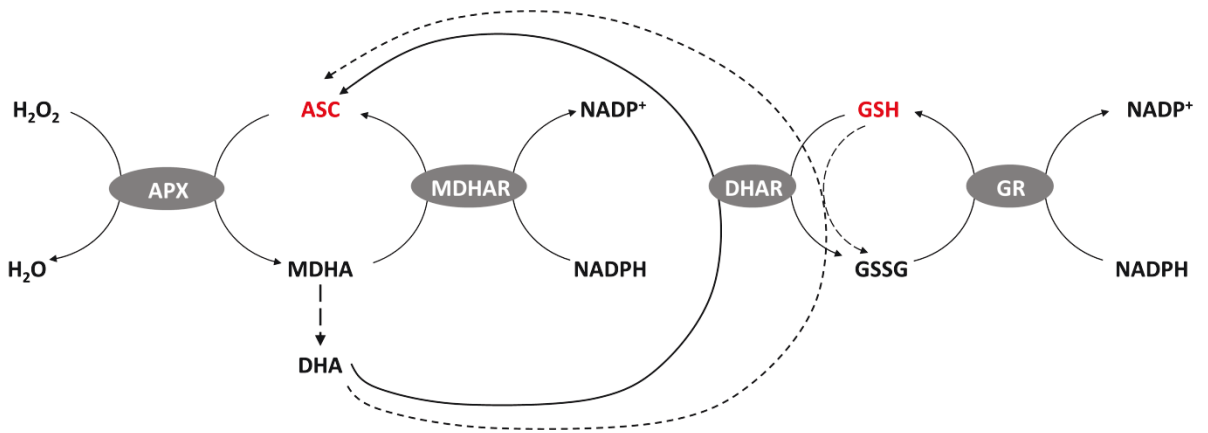 H₂O₂
ASC
NADP⁺
GSH
NADP⁺
APX
MDHAR
DHAR
GR
H₂O
MDHA
NADPH
GSSG
NADPH
DHA